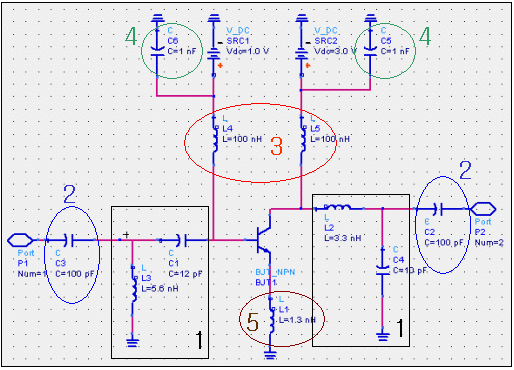 4
C
C6
C=1 nF
V_DC
SRC1
Vdc=1.0 V
V_DC
SRC2
Vdc=3.0 V
C
C5
C=1 nF
4
L
L4
L=100 nH
3
L
L5
L=100 nH
2
2
Port
P1
Num=1
C
C3
C=100 pF
L
L3
L=5.6 nH
C
C1
C=12 pF
1
BJT_NPN
BJT1
L
L2
L=3.3 nH
C
C2
C=100 pF
Port
P2
Num=2
C
C4
1
5
L
L1
L=1.3 nH